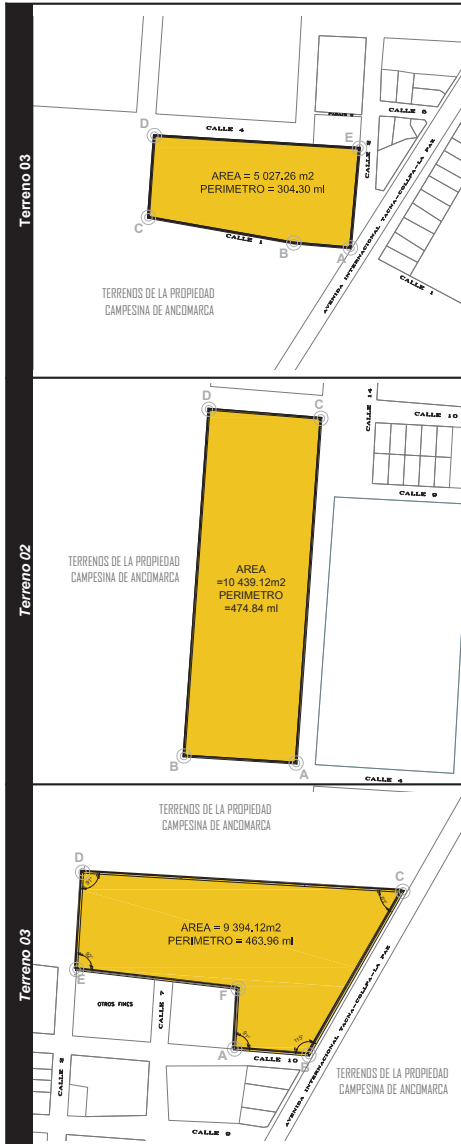 Terreno 03
D
CALLE 4
E
PASAJE 2
CALLE 5
CALLE 2
AREA = 5 027.26 m2
PERIMETRO = 304.30 ml
C
CALLE 1
B
A
AVENIDA INTERNACIONAL TACNA-COLLPA-LA PAZ
CALLE 1
TERRENOS DE LA PROPIEDAD
CAMPESINA DE ANCOMARCA
Terreno 02
D
C
CALLE 14
CALLE 10
CALLE 9
TERRENOS DE LA PROPIEDAD
CAMPESINA DE ANCOMARCA
AREA
=10 439.12m2
PERIMETRO
=474.84 ml
B
A
CALLE 4
Terreno 03
TERRENOS DE LA PROPIEDAD
CAMPESINA DE ANCOMARCA
D
C
AREA = 9 394.12m2
PERIMETRO = 463.96 ml
E
F
OTROS FINES
CALLE 7
A
CALLE 10
B
AVENIDA INTERNACIONAL TACNA-COLLPA-LA PAZ
CALLE 2
CALLE 9
TERRENOS DE LA PROPIEDAD
CAMPESINA DE ANCOMARCA